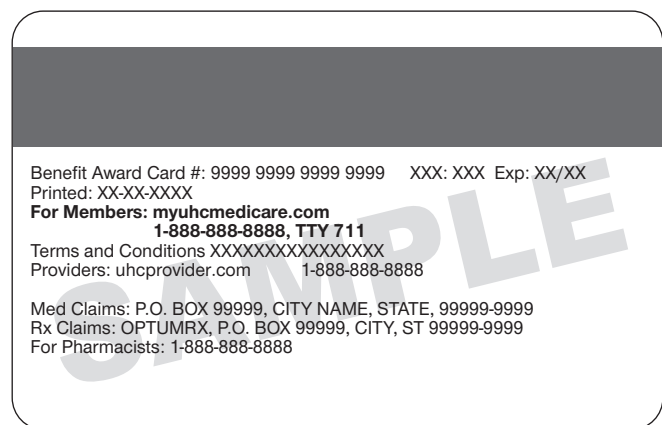 Benefit Award Card #: 9999 9999 9999 9999 XXX: XXX Exp: XX/XX
Printed: XX-XX-XXXX
For Members: myuhcmedicare.com
1-888-888-8888, TTY 711
Terms and Conditions XXXXXXXXXXXXXXXX
Providers: uhcprovider.com 1-888-888-8888
Med Claims: P.O. BOX 99999, CITY NAME, STATE, 99999-9999
Rx Claims: OPTUMRX, P.O. BOX 99999, CITY, ST 99999-9999
For Pharmacists: 1-888-888-8888
SAMPLE